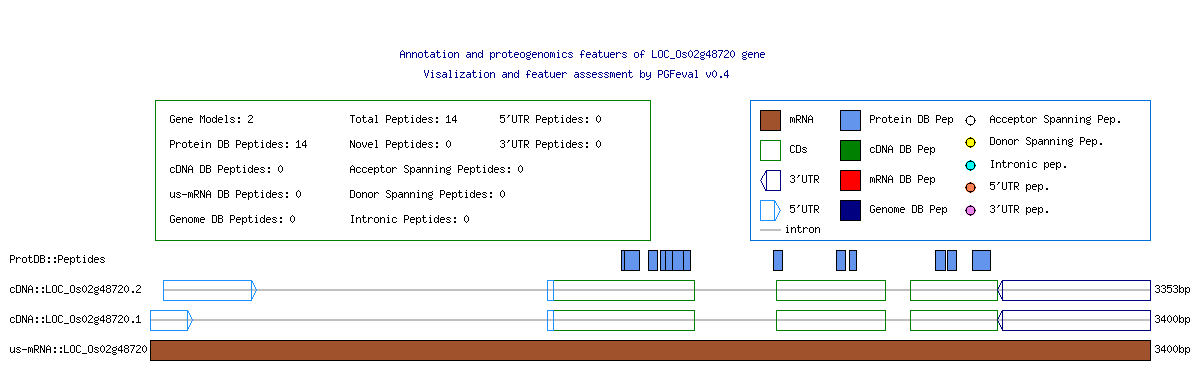 Annotation and proteogenomics featuers of LOC_Os02g48720 gene
Visalization and featuer assessment by PGFeval v0.4
Gene Models: 2
Total Peptides: 14
5'UTR Peptides: 0
Protein DB Peptides: 14
Novel Peptides: 0
3'UTR Peptides: 0
cDNA DB Peptides: 0
Acceptor Spanning Peptides: 0
us-mRNA DB Peptides: 0
Donor Spanning Peptides: 0
Genome DB Peptides: 0
Intronic Peptides: 0
mRNA
Protein DB Pep
Acceptor Spanning Pep.
CDs
cDNA DB Pep
Donor Spanning Pep.
3'UTR
mRNA DB Pep
Intronic pep.
5'UTR
Genome DB Pep
5'UTR pep.
3'UTR pep.
intron
ProtDB::Peptides
cDNA::LOC_Os02g48720.2
3353bp
cDNA::LOC_Os02g48720.1
3400bp
us-mRNA::LOC_Os02g48720
3400bp